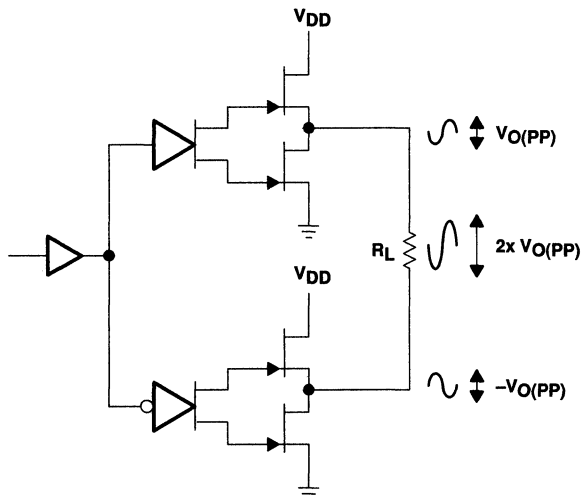 VDD
VO(PP)
RL
2x VO(PP)
VDD
–VO(PP)